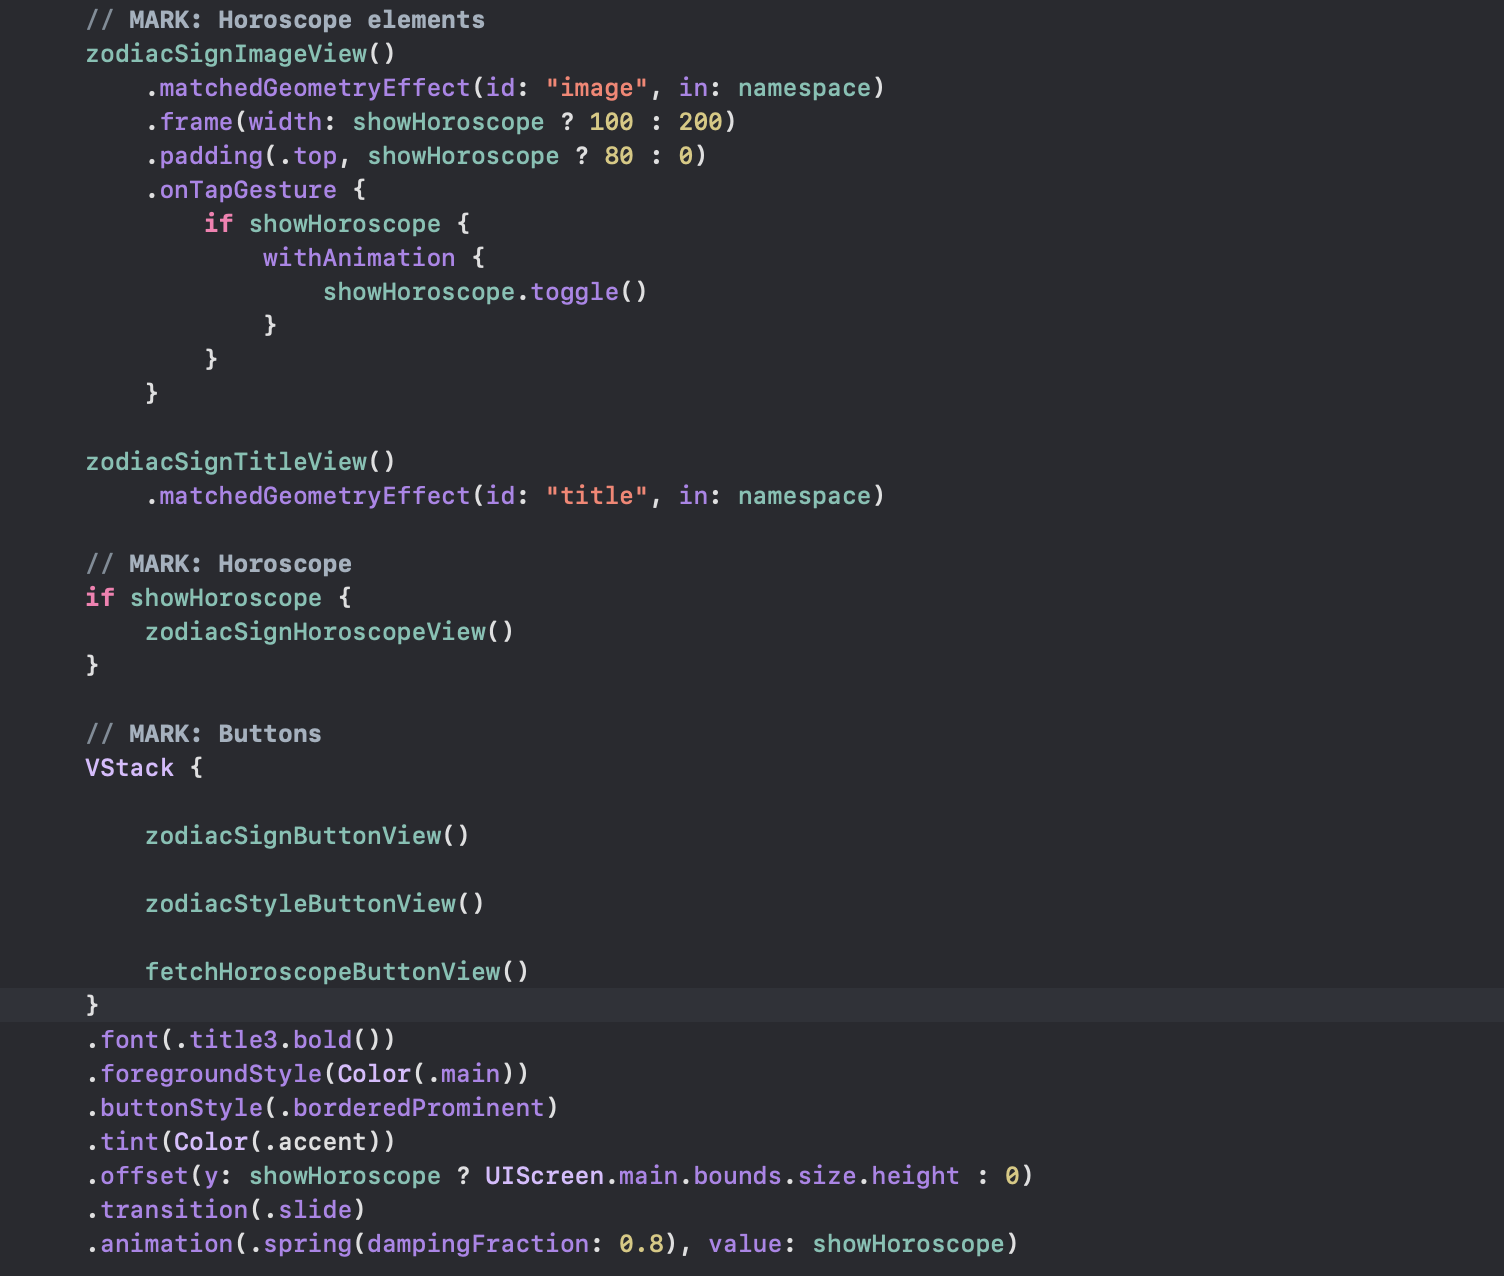 // MARK: Horoscope elements
zodiacSignImageView()
.matchedGeometryEffect(id: "image", in: namespace)
.frame(width: showHoroscope ? 100 : 200)
.padding(.top, showHoroscope ? 80 : 0)
.onTapGesture {
if showHoroscope {
withAnimation {
showHoroscope.toggle()
}
}
}
zodiacSignTitleView()
.matchedGeometryEffect(id: "title", in: namespace)
// MARK: Horoscope
if showHoroscope {
zodiacSignHoroscopeView()
}
// MARK: Buttons
VStack {
zodiacSignButtonView()
zodiacStyleButtonView()
fetchHoroscopeButtonView()
}
.font(.title3.bold())
.foregroundStyle(Color(.main))
.buttonStyle(.borderedProminent)
.tint(Color(.accent))
.offset(y: showHoroscope ? UIScreen.main.bounds.size.height : 0)
.transition(.slide)
.animation(.spring(dampingFraction: 0.8), value: showHoroscope)